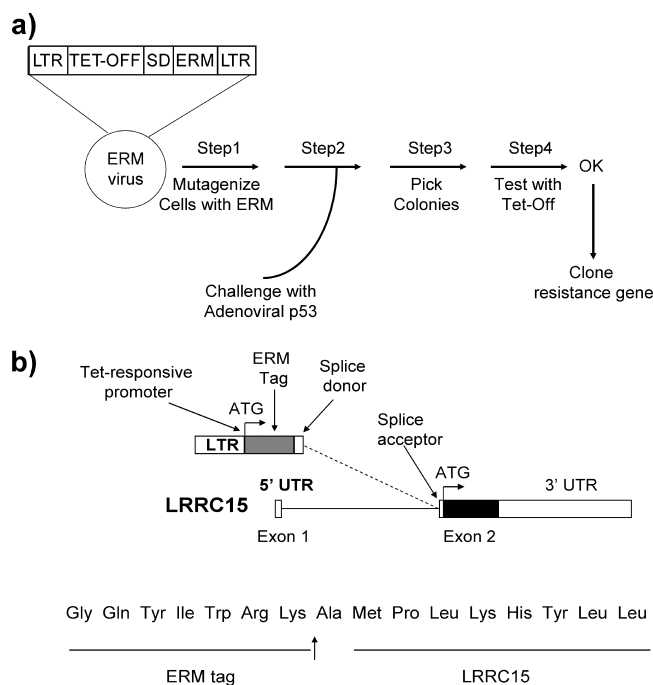 a)
LTR TET-OFF SD ERM LTR
ERM
virus
Step1
Mutagenize
Cells with ERM
Step2
Challenge with
Adenoviral p53
Step3
Pick
Colonies
Step4
Test with
Tet-Off
OK
Clone
resistance gene
b)
Tet-responsive
promoter
ERM
Tag
Splice
donor
ATG
LTR
Splice
acceptor
ATG
5’ UTR
3’ UTR
LRRC15
Exon 1
Exon 2
Gly Gln Tyr Ile Trp Arg Lys Ala Met Pro Leu Lys His Tyr Leu Leu
ERM tag
LRRC15